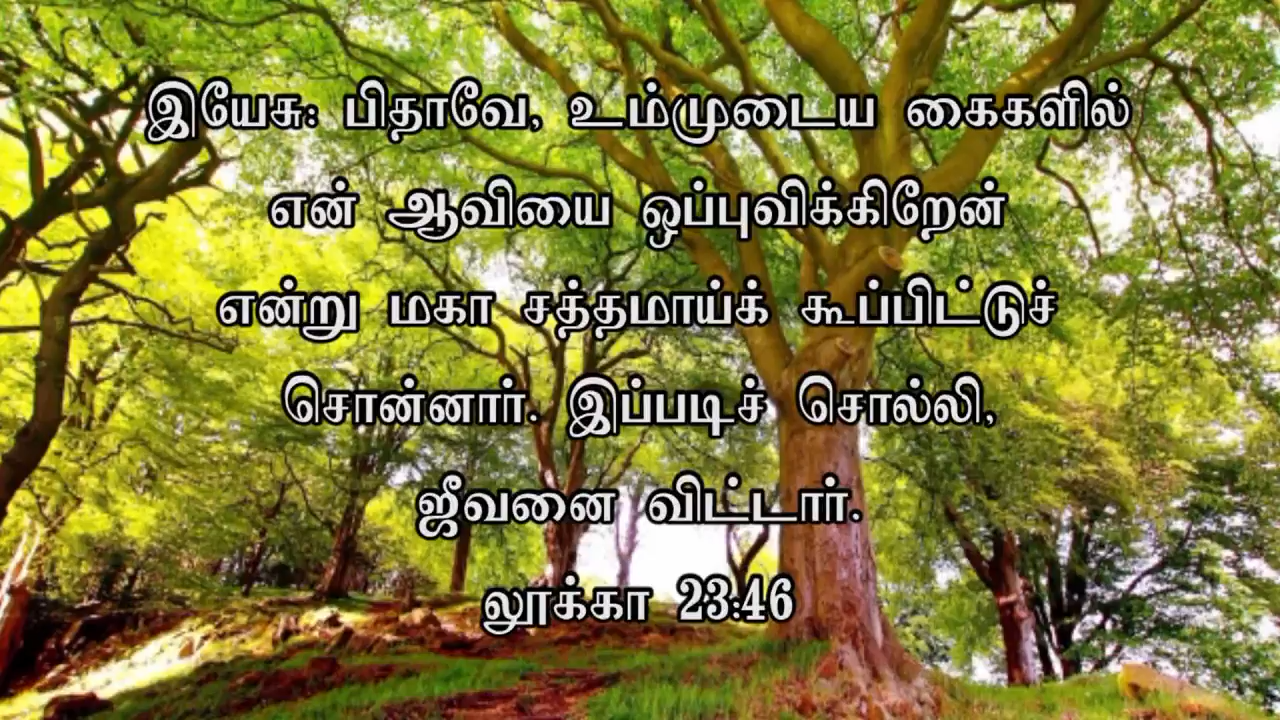 இயேசு: பிதாவே, உம்முடைய கைகளில்
என் ஆவியை ஒப்புவிக்கிறேன்
என்று மகா சத்தமாய்க் கூப்பிட்டுச்
சொன்னார். இப்படிச் சொல்லி,
ஜீவனை விட்டார்.
லூக்கா 23:46